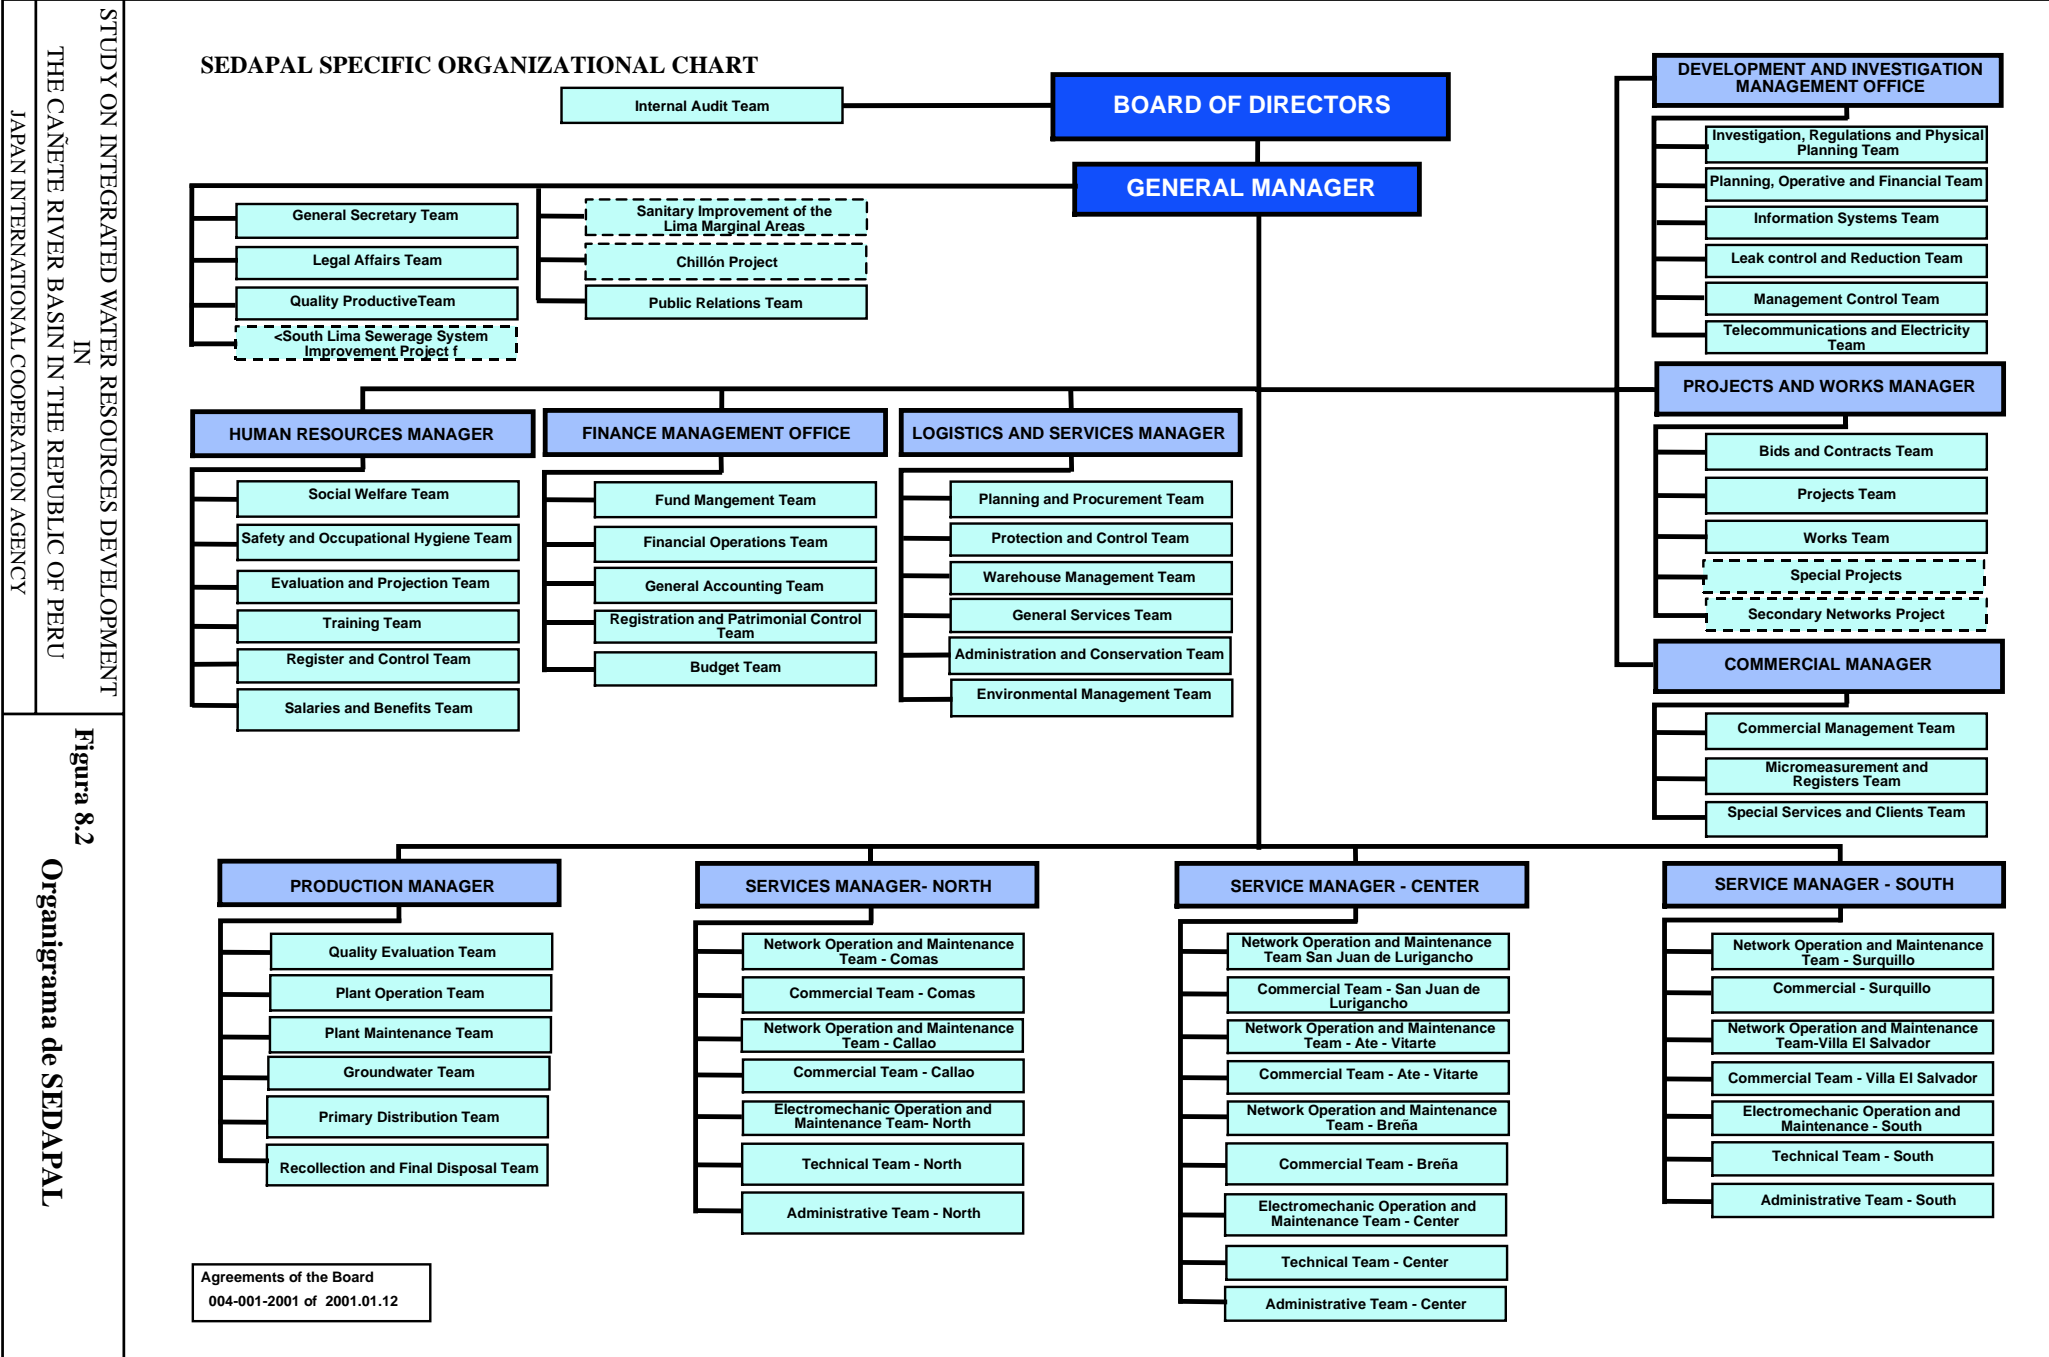 STUDY ON INTEGRATED WATER RESOURCES DEVELOPMENT
IN
THE CAÑETE RIVER BASIN IN THE REPUBLIC OF PERU
JAPAN INTERNATIONAL COOPERATION AGENCY
Figura 8.2
Organigrama de SEDAPAL
SEDAPAL SPECIFIC ORGANIZATIONAL CHART
Internal Audit Team
BOARD OF DIRECTORS
GENERAL MANAGER
General Secretary Team
Legal Affairs Team
Quality ProductiveTeam
<South Lima Sewerage System
Improvement Project f
Sanitary Improvement of the
Lima Marginal Areas
Chillón Project
Public Relations Team
DEVELOPMENT AND INVESTIGATION
MANAGEMENT OFFICE
Investigation, Regulations and Physical
Planning Team
Planning, Operative and Financial Team
Information Systems Team
Leak control and Reduction Team
Management Control Team
Telecommunications and Electricity
Team
PROJECTS AND WORKS MANAGER
Bids and Contracts Team
Projects Team
Works Team
Special Projects
Secondary Networks Project
COMMERCIAL MANAGER
Commercial Management Team
Micromeasurement and
Registers Team
Special Services and Clients Team
HUMAN RESOURCES MANAGER
Social Welfare Team
Safety and Occupational Hygiene Team
Evaluation and Projection Team
Training Team
Register and Control Team
Salaries and Benefits Team
FINANCE MANAGEMENT OFFICE
Fund Mangement Team
Financial Operations Team
General Accounting Team
Registration and Patrimonial Control
Team
Budget Team
LOGISTICS AND SERVICES MANAGER
Planning and Procurement Team
Protection and Control Team
Warehouse Management Team
General Services Team
Administration and Conservation Team
Environmental Management Team
PRODUCTION MANAGER
Quality Evaluation Team
Plant Operation Team
Plant Maintenance Team
Groundwater Team
Primary Distribution Team
Recollection and Final Disposal Team
SERVICES MANAGER- NORTH
Network Operation and Maintenance
Team - Comas
Commercial Team - Comas
Network Operation and Maintenance
Team - Callao
Commercial Team - Callao
Electromechanic Operation and
Maintenance Team- North
Technical Team - North
Administrative Team - North
SERVICE MANAGER - CENTER
Network Operation and Maintenance
Team San Juan de Lurigancho
Commercial Team - San Juan de
Lurigancho
Network Operation and Maintenance
Team - Ate - Vitarte
Commercial Team - Ate - Vitarte
Network Operation and Maintenance
Team - Breña
Commercial Team - Breña
Electromechanic Operation and
Maintenance Team - Center
Technical Team - Center
Administrative Team - Center
SERVICE MANAGER - SOUTH
Network Operation and Maintenance
Team - Surquillo
Commercial - Surquillo
Network Operation and Maintenance
Team-Villa El Salvador
Commercial Team - Villa El Salvador
Electromechanic Operation and
Maintenance - South
Technical Team - South
Administrative Team - South
Agreements of the Board
004-001-2001 of 2001.01.12